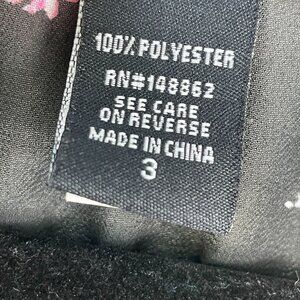 100% POLYESTER
RN#148862
SEE CARE
ON REVERSE
MADE IN CHINA
3